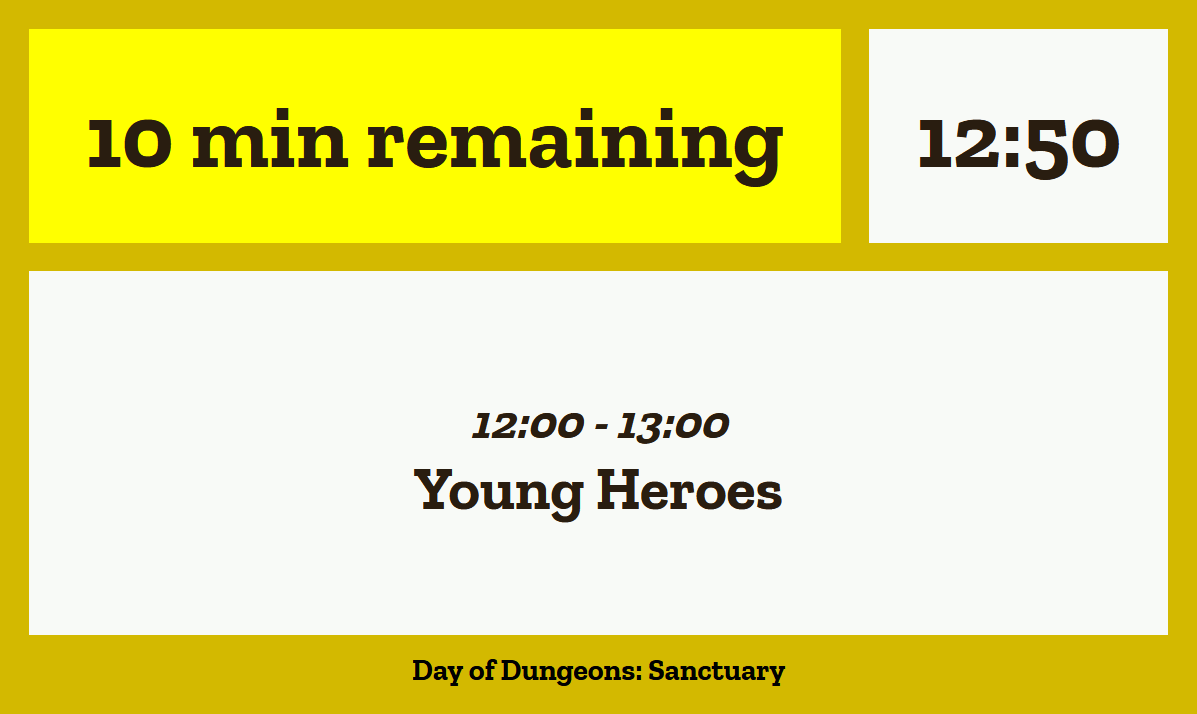 10 min remaining
12:50
12:00 - 13:00
Young Heroes
Day of Dungeons: Sanctuary